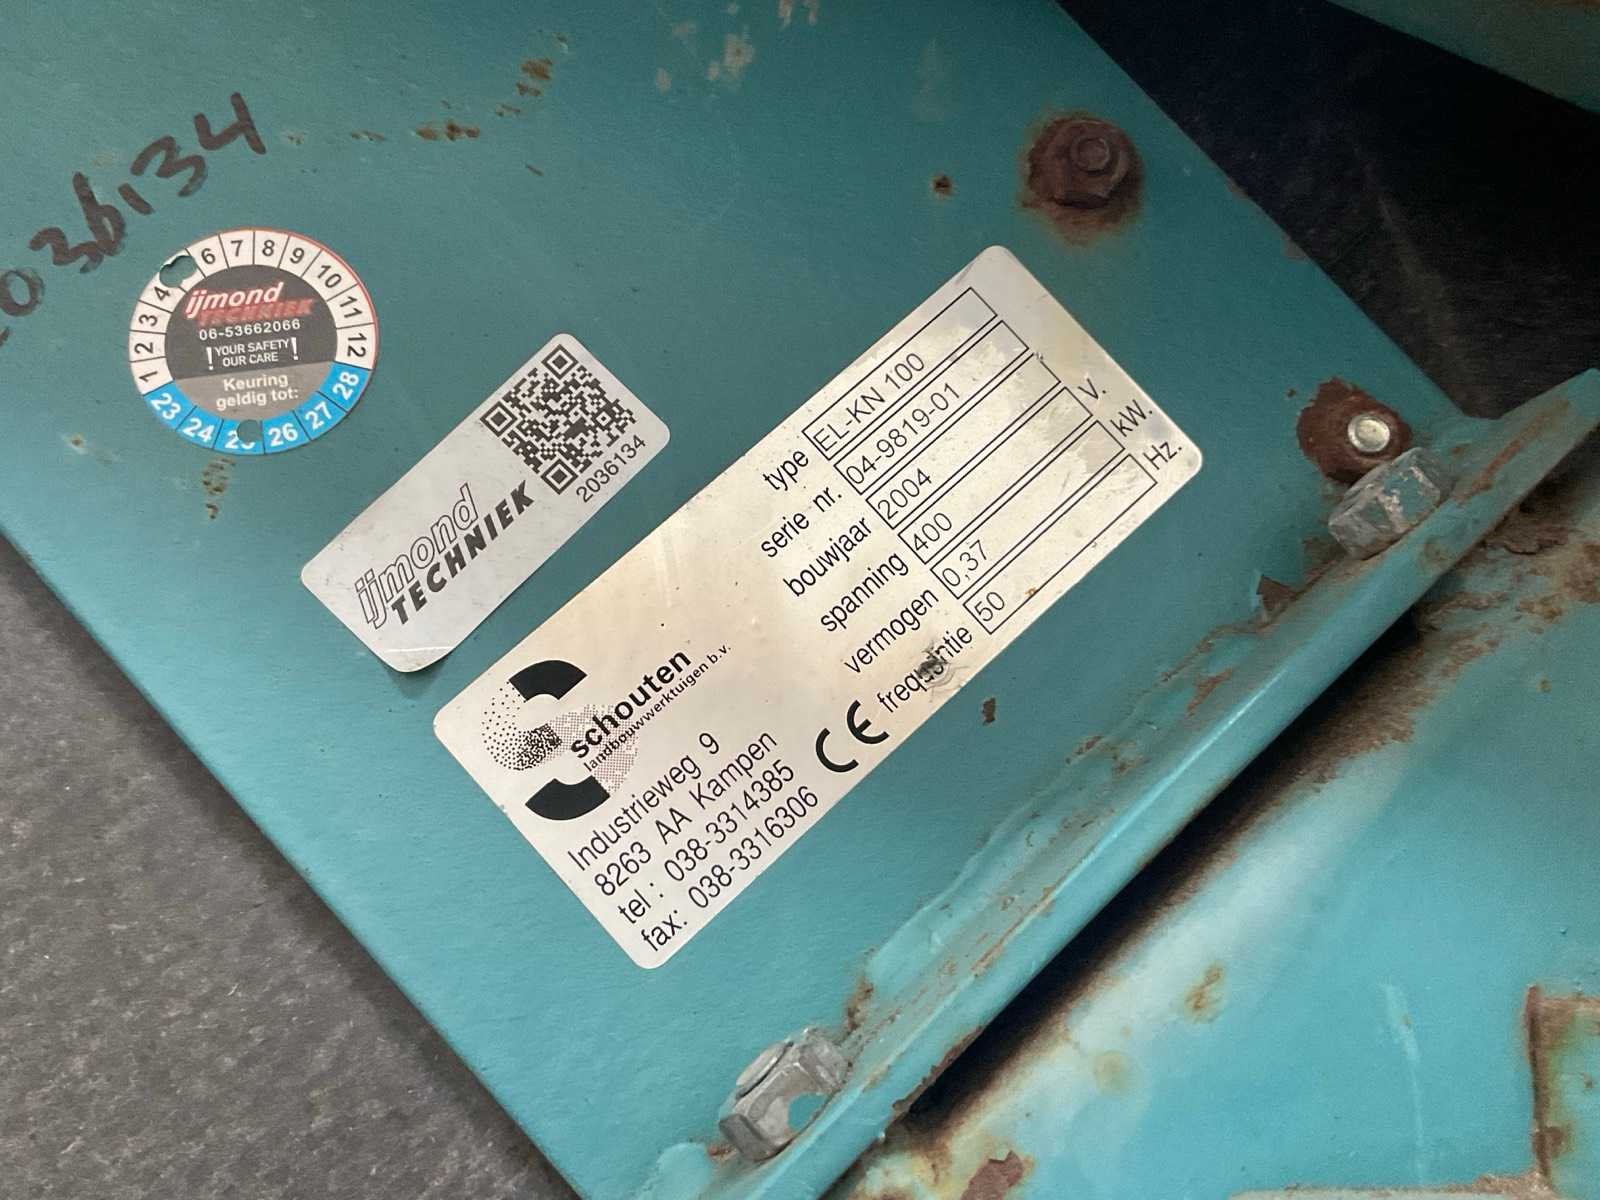 2036134
1 2 3 4 6 7 8 9 10 11 12
ijmond
TECHNIEK
06-53662066
! YOUR SAFETY
OUR CARE !
Keuring
geldig tot:
23 24 25 26 27 28
ijmond
TECHNIEK
2036134
type EL-KN 100
serie nr. 04-9819-01
bouwjaar 2004
spanning 400 V.
vermogen 0,37 kW.
frequentie 50 Hz.
schouten
landbouwwerktuigen b.v.
Industrieweg 9
8263 AA Kampen
tel : 038-3314385
fax: 038-3316306
CE